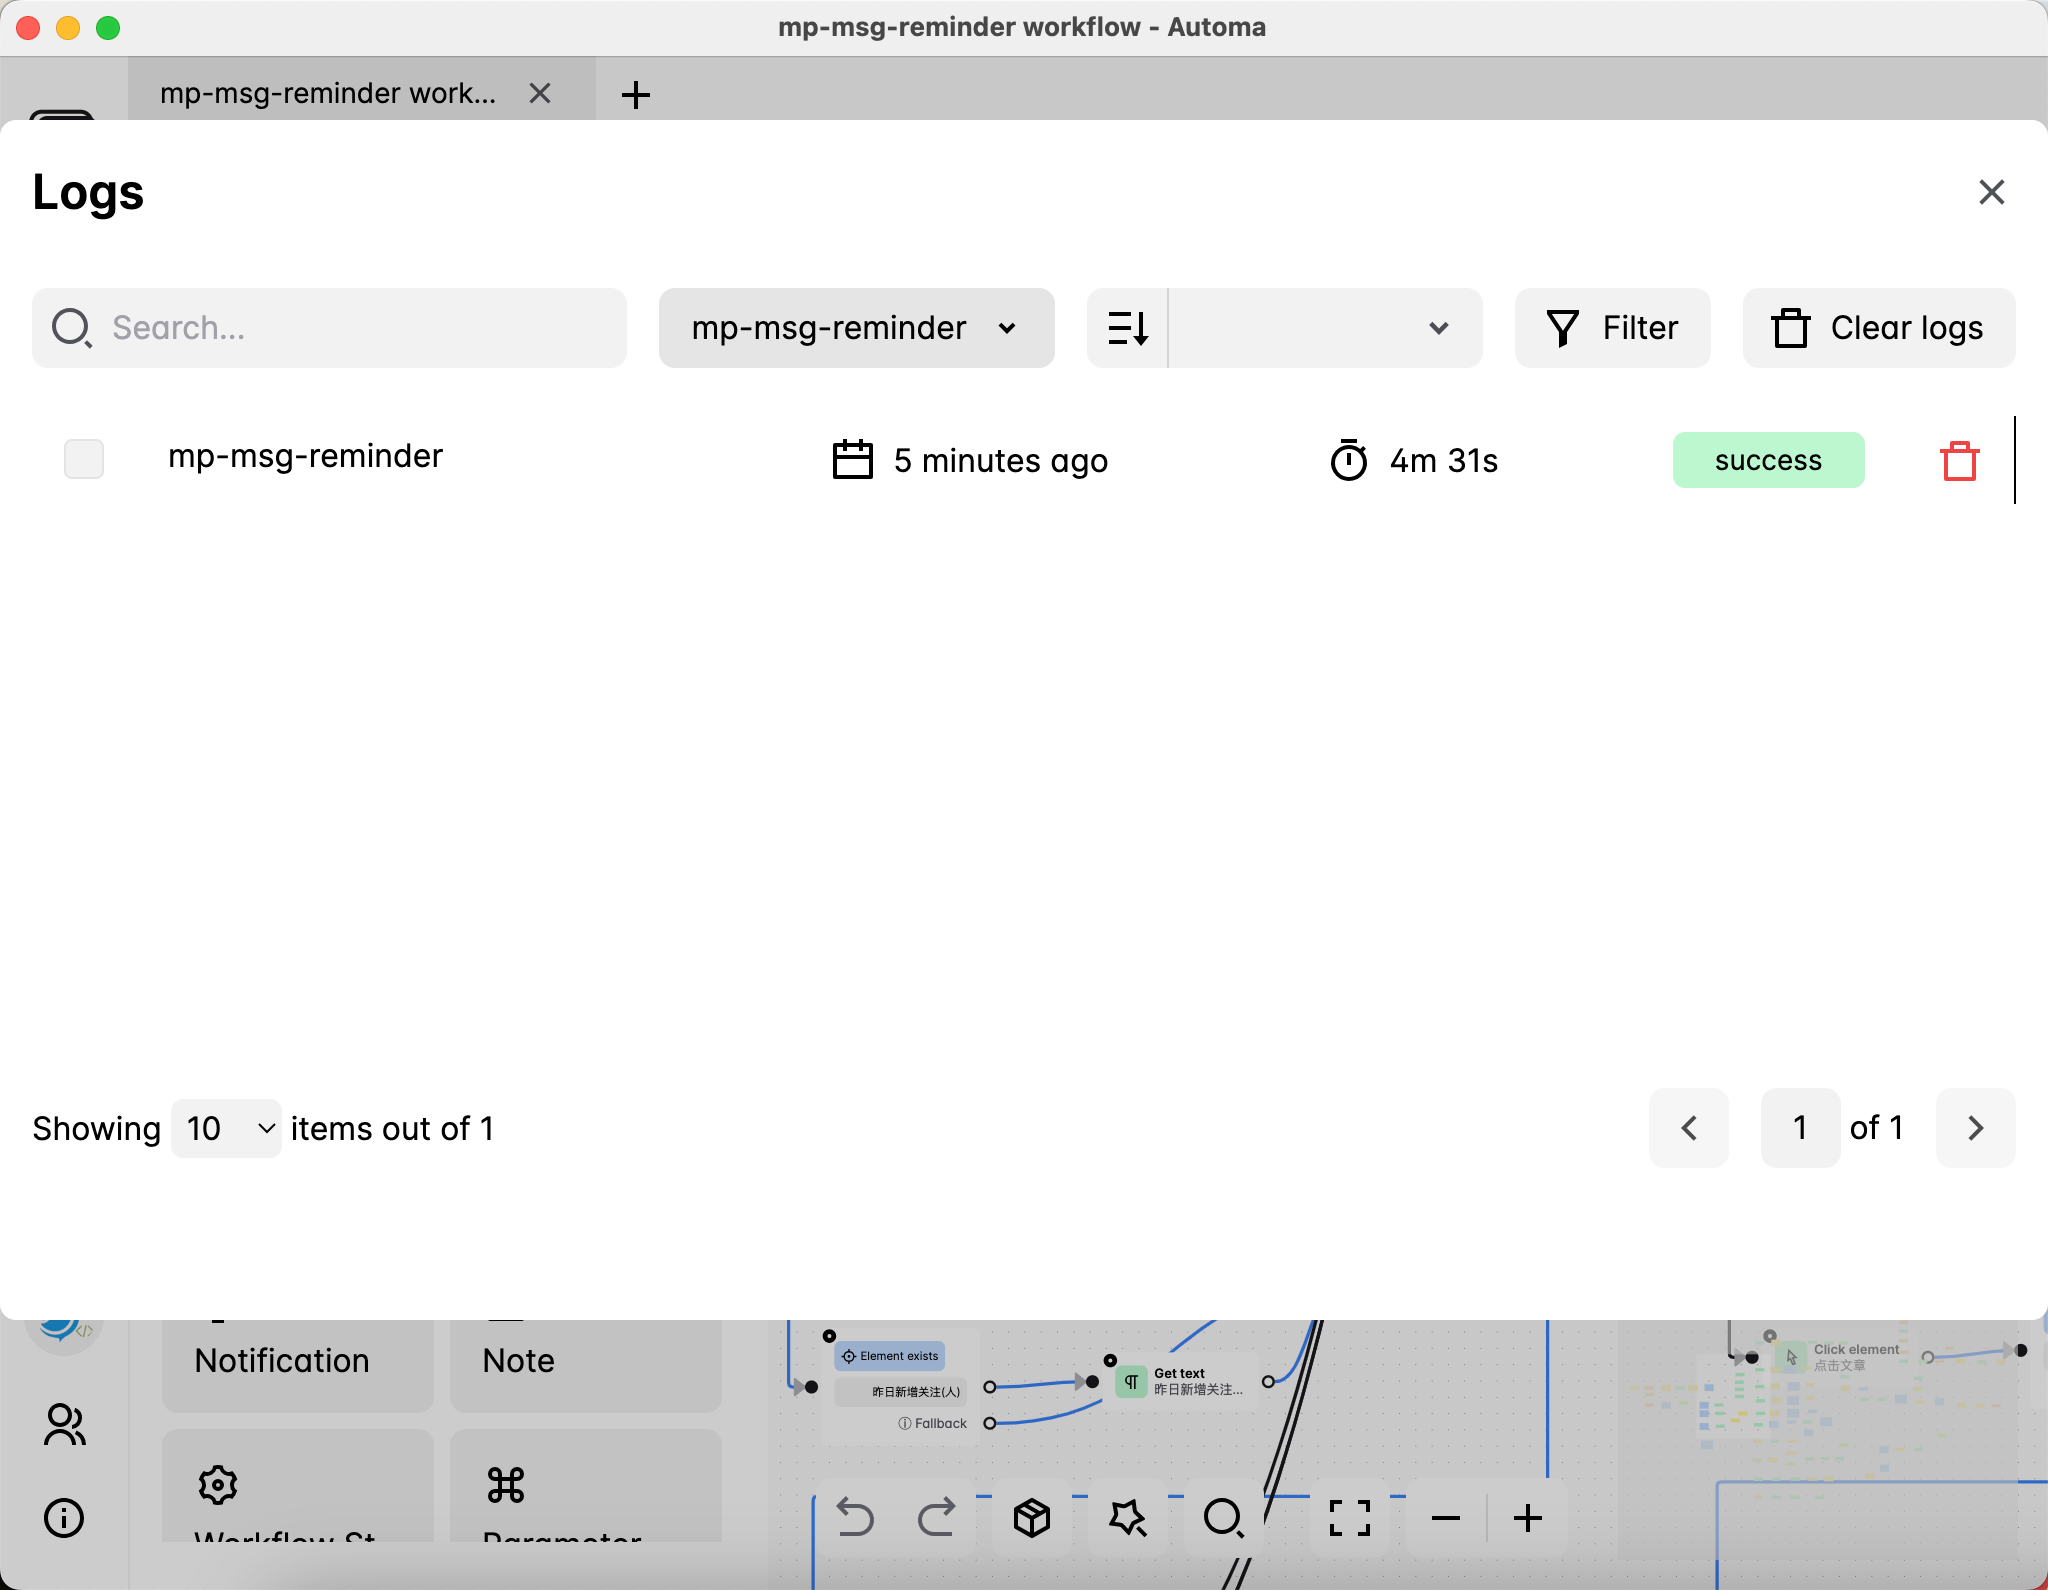 mp-msg-reminder workflow - Automa
mp-msg-reminder work...
Logs
Search...
mp-msg-reminder
Filter
Clear logs
mp-msg-reminder
5 minutes ago
4m 31s
success
Showing 10 items out of 1
1 of 1
Notification
Note
Element exists
昨日新增关注(人)
Fallback
Get text
昨日新增关注...
Click element
点击文章
Workflow St
Parameter